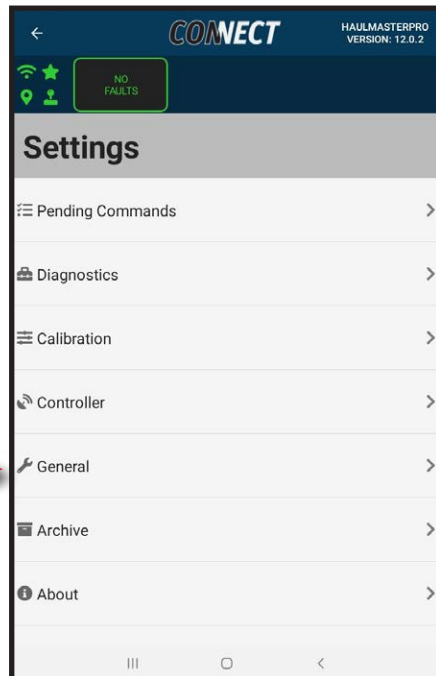 CONNECT
HAULMASTERPRO
VERSION: 12.0.2
NO
FAULTS
Settings
Pending Commands
Diagnostics
Calibration
Controller
General
Archive
About